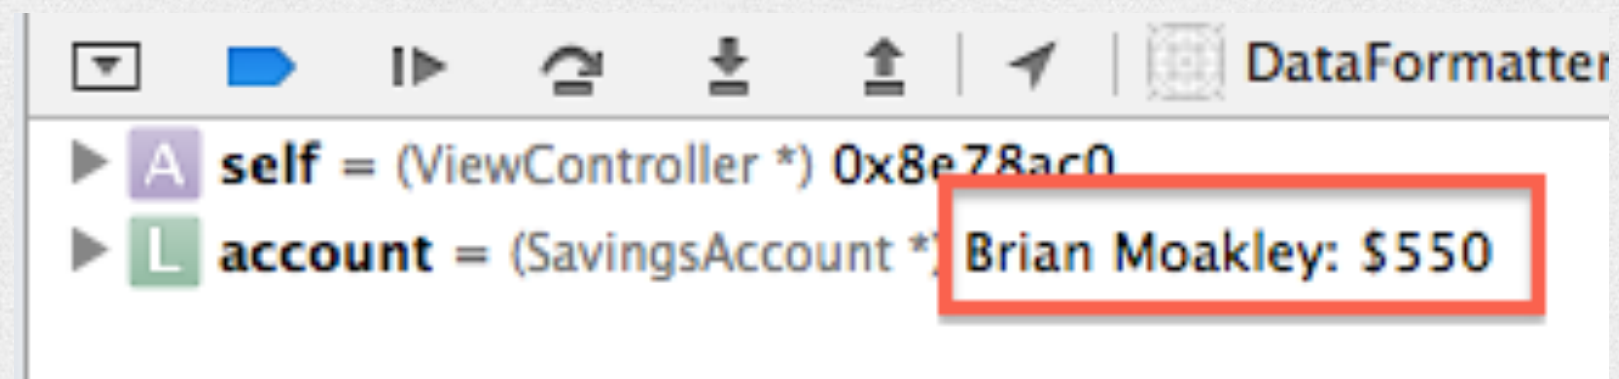 DataFormatter
A self = (ViewController *) 0x8e78ac0
L account = (SavingsAccount *) Brian Moakley: $550